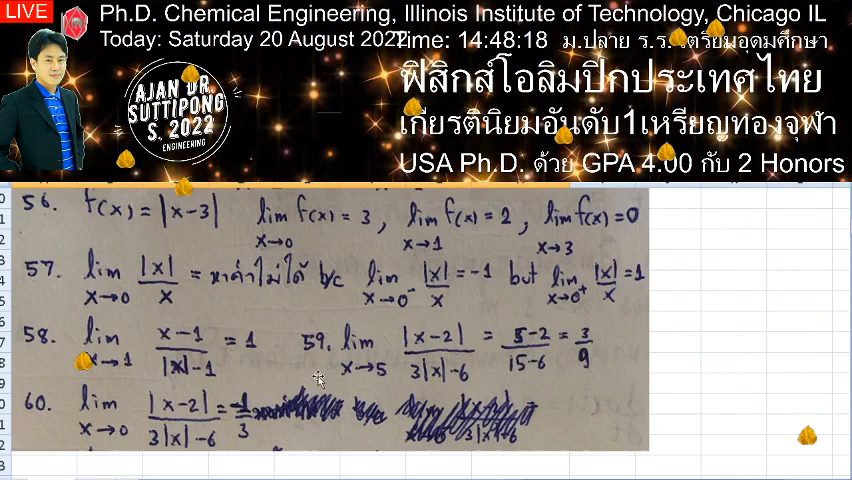 LIVE
Ph.D. Chemical Engineering, Illinois Institute of Technology, Chicago IL
Today: Saturday 20 August 2022 Time: 14:48:18 ม.ปลาย ร.ร. เตรียมอุดมศึกษา
ฟิสิกส์โอลิมปิกประเทศไทย
เกียรตินิยมอันดับ1เหรียญทองจุฬา
USA Ph.D. ด้วย GPA 4.00 กับ 2 Honors
AJAN DR.
SUTTIPONG
S. 2022
ENGINEERING
56. f(x) = |x-3| lim x→0 f(x) = 3, lim x→1 f(x) = 2, lim x→3 f(x) = 0
57. lim x→0 |x|/x = หาค่าไม่ได้ b/c lim x→0⁻ |x|/x = -1 but lim x→0⁺ |x|/x = 1
58. lim x→1 x-1/|x|-1 = 1 59. lim x→5 |x-2|/3|x|-6 = 5-2/15-6 = 3/9
60. lim x→0 |x-2|/3|x|-6 = -1/3